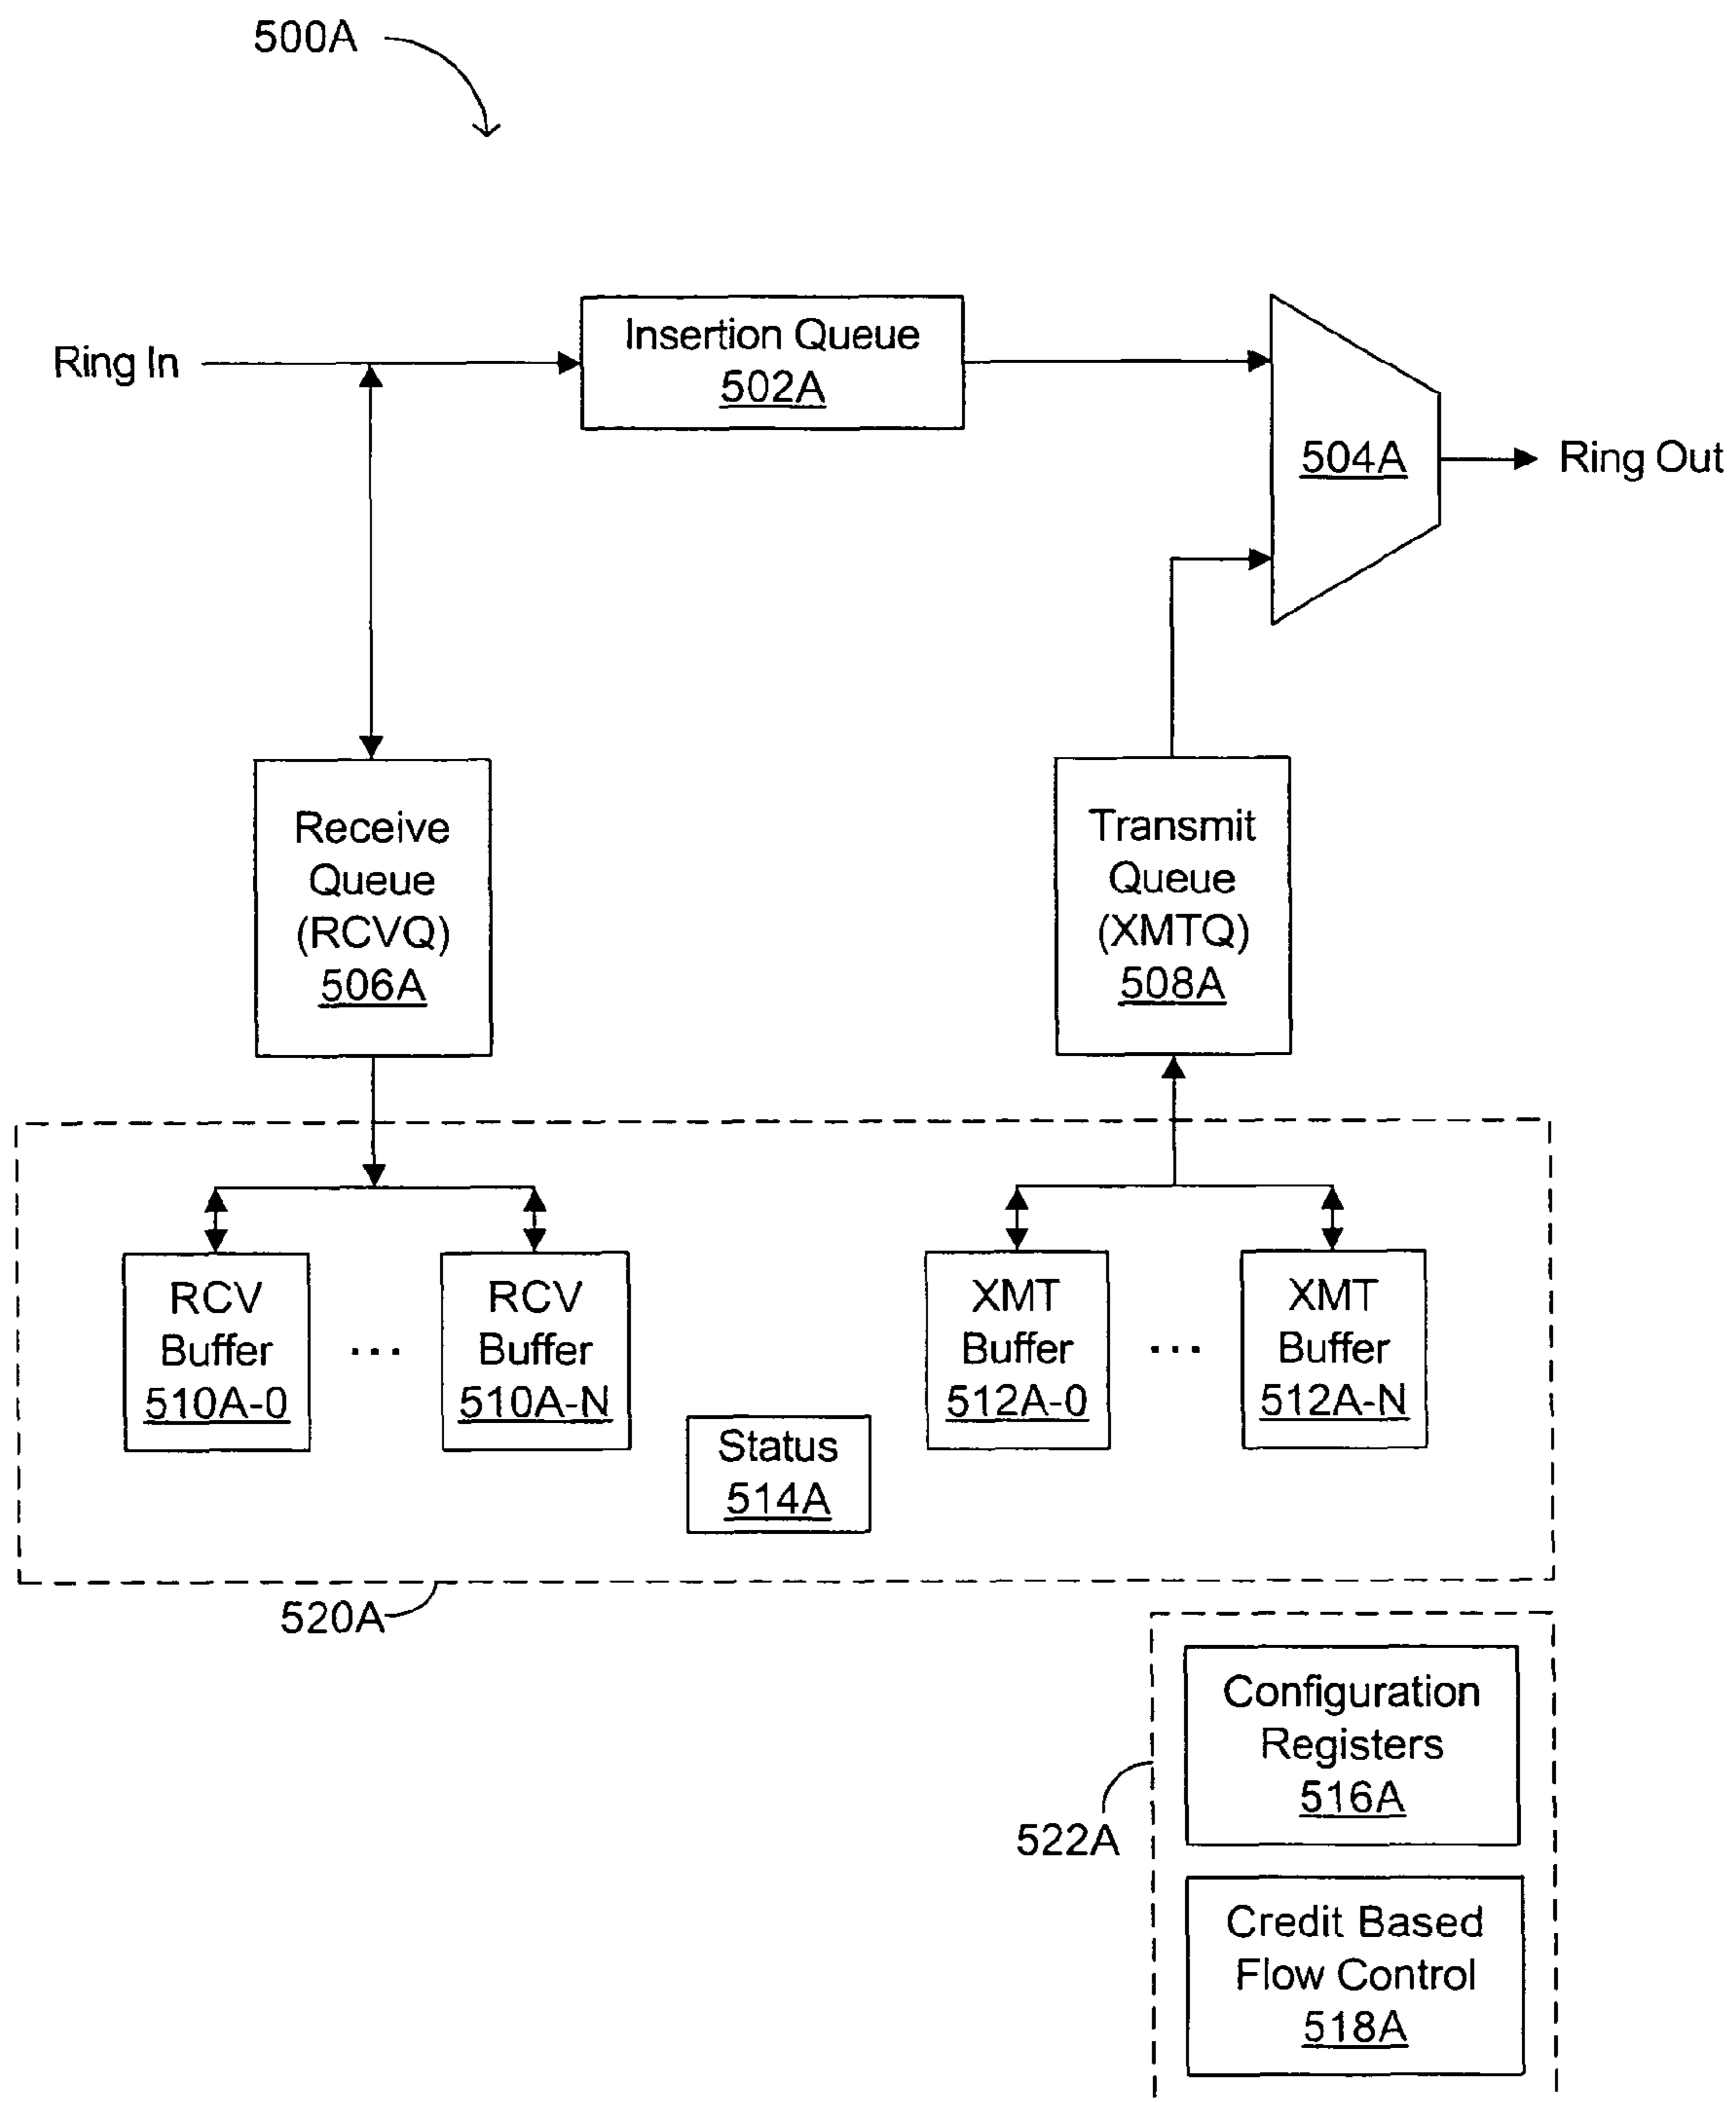 500A
Insertion Queue
502A
Ring In
504A
Ring Out
Receive
Queue
(RCVQ)
506A
Transmit
Queue
(XMTQ)
508A
RCV
Buffer
510A-0
...
RCV
Buffer
510A-N
Status
514A
XMT
Buffer
512A-0
...
XMT
Buffer
512A-N
520A
Configuration
Registers
516A
522A
Credit Based
Flow Control
518A